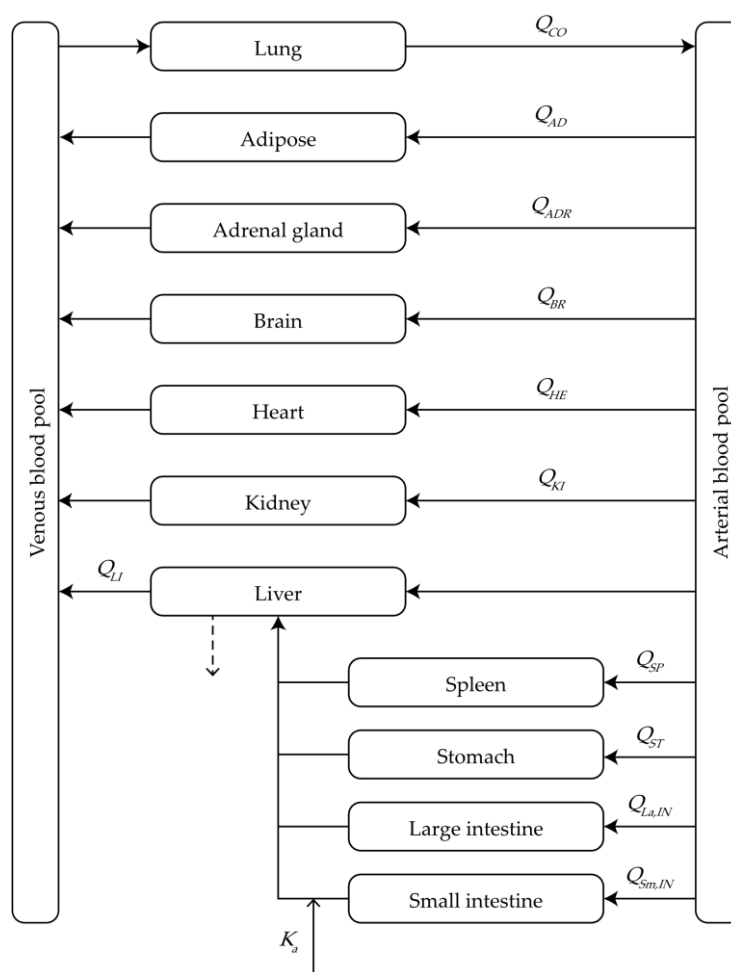 Q_CO
Lung
Q_AD
Adipose
Q_ADR
Adrenal gland
Q_BR
Brain
Q_HE
Heart
Q_KI
Kidney
Venous blood pool
Arterial blood pool
Q_LI
Liver
Q_SP
Spleen
Q_ST
Stomach
Q_La,IN
Large intestine
Q_Sm,IN
Small intestine
K_a